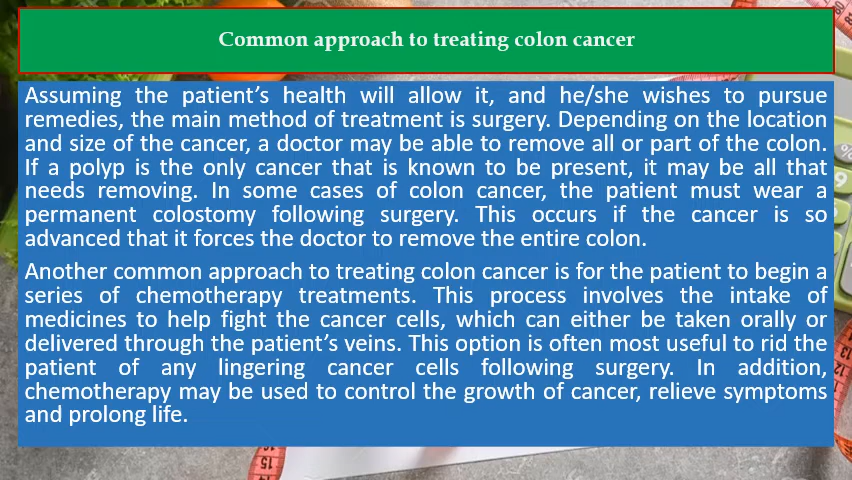 Common approach to treating colon cancer
Assuming the patient's health will allow it, and he/she wishes to pursue
remedies, the main method of treatment is surgery. Depending on the location
and size of the cancer, a doctor may be able to remove all or part of the colon.
If a polyp is the only cancer that is known to be present, it may be all that
needs removing. In some cases of colon cancer, the patient must wear a
permanent colostomy following surgery. This occurs if the cancer is so
advanced that it forces the doctor to remove the entire colon.
Another common approach to treating colon cancer is for the patient to begin a
series of chemotherapy treatments. This process involves the intake of
medicines to help fight the cancer cells, which can either be taken orally or
delivered through the patient's veins. This option is often most useful to rid the
patient of any lingering cancer cells following surgery. In addition,
chemotherapy may be used to control the growth of cancer, relieve symptoms
and prolong life.